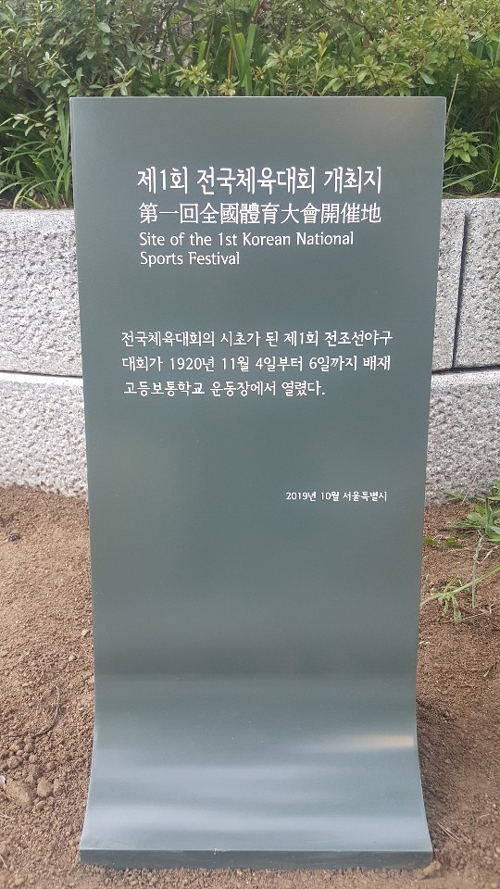 제1회 전국체육대회 개최지
第一回全國體育大會開催地
Site of the 1st Korean National
Sports Festival
전국체육대회의 시초가 된 제1회 전조선야구
대회가 1920년 11월 4일부터 6일까지 배재
고등보통학교 운동장에서 열렸다.
2019년 10월 서울특별시